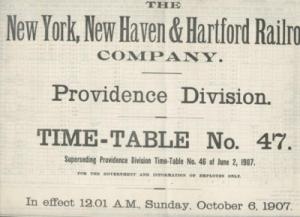 THE
New York, New Haven & Hartford Railro
COMPANY.
Providence Division.
TIME-TABLE No. 47.
Superseding Providence Division Time-Table No. 46 of June 2, 1907.
FOR THE GOVERNMENT AND INFORMATION OF EMPLOYES ONLY.
In effect 12.01 A.M., Sunday, October 6, 1907.